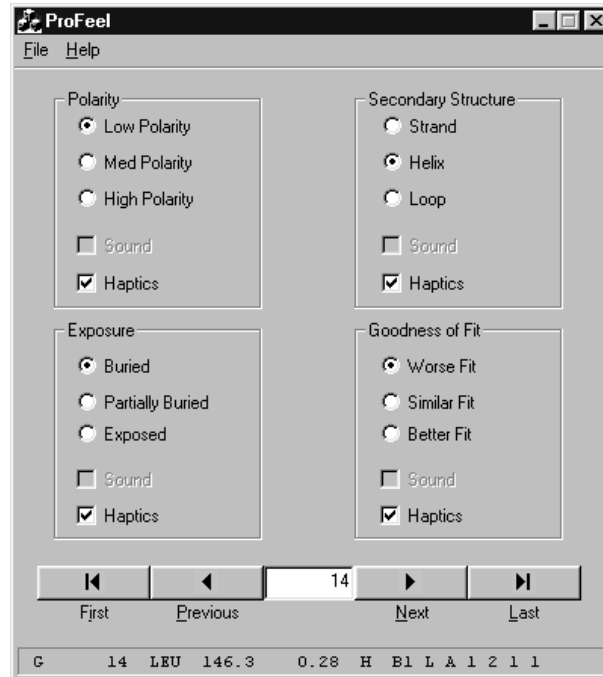 ProFeel
File Help
Polarity
Low Polarity
Med Polarity
High Polarity
Sound
Haptics
Secondary Structure
Strand
Helix
Loop
Sound
Haptics
Exposure
Buried
Partially Buried
Exposed
Sound
Haptics
Goodness of Fit
Worse Fit
Similar Fit
Better Fit
Sound
Haptics
14
First Previous Next Last
G 14 LEU 146.3 0.28 H B1 L A 1 2 1 1